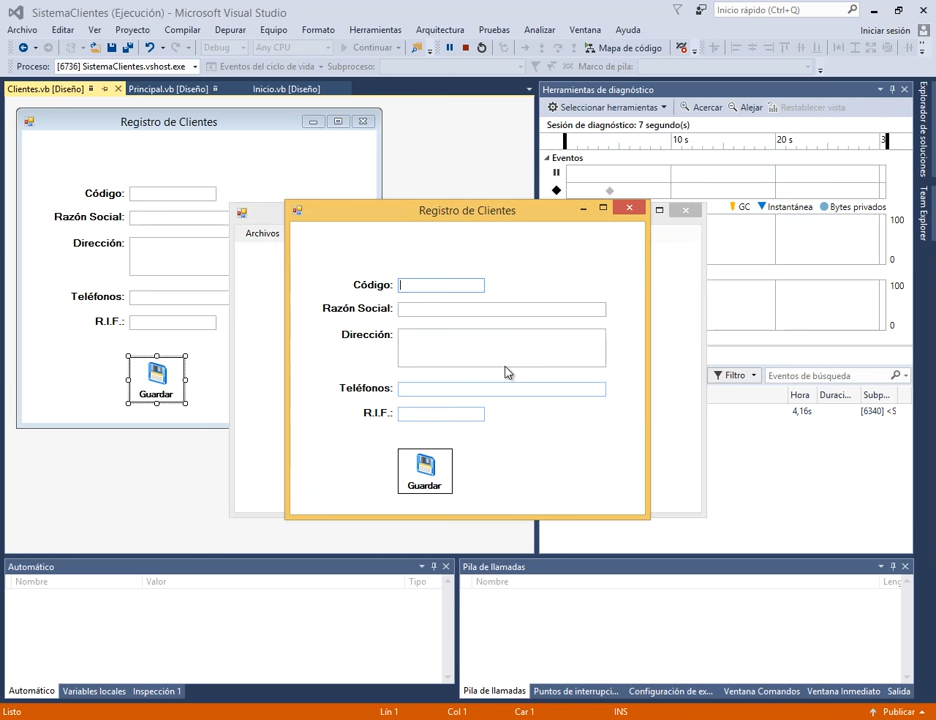 SistemaClientes (Ejecución) - Microsoft Visual Studio
Inicio rápido (Ctrl+Q)
Archivo Editar Ver Proyecto Compilar Depurar Equipo Formato Herramientas Arquitectura Prueba Analizar Ventana Ayuda
Iniciar sesión
Debug Any CPU Continuar Mapa de código
Proceso: [6736] SistemaClientes.vshost.exe Eventos del ciclo de vida Subproceso: Marco de pila:
Clientes.vb [Diseño] Principal.vb [Diseño] Inicio.vb [Diseño]
Herramientas de diagnóstico
Seleccionar herramientas Acercar Alejar Restablecer vista
Sesión de diagnóstico: 7 segundo(s)
10 s 20 s
Eventos
GC Instantánea Bytes privados
100
0
100
0
Filtro Eventos de búsqueda
Hora Duraci... Subp...
4,16s [6340] < S
Explorador de soluciones
Team Explorer
Registro de Clientes
Código:
Razón Social:
Dirección:
Teléfonos:
R.I.F.:
Guardar
Archivos
Registro de Clientes
Código:
Razón Social:
Dirección:
Teléfonos:
R.I.F.:
Guardar
Automático
Nombre Valor Tipo
Automático Variables locales Inspección 1
Pila de llamadas
Nombre Leng
Pila de llamadas Puntos de interrupci... Configuración de ex... Ventana Comandos Ventana Inmediato Salida
Listo Lín 1 Col 1 Car 1 INS Publicar